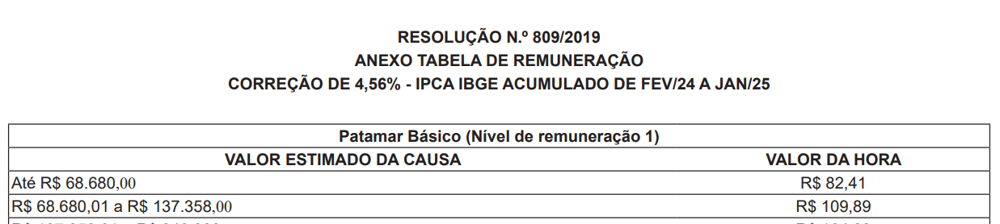 RESOLUÇÃO N.º 809/2019
ANEXO TABELA DE REMUNERAÇÃO
CORREÇÃO DE 4,56% - IPCA IBGE ACUMULADO DE FEV/24 A JAN/25
Patamar Básico (Nível de remuneração 1)
VALOR ESTIMADO DA CAUSA VALOR DA HORA
Até R$ 68.680,00 R$ 82,41
R$ 68.680,01 a R$ 137.358,00 R$ 109,89